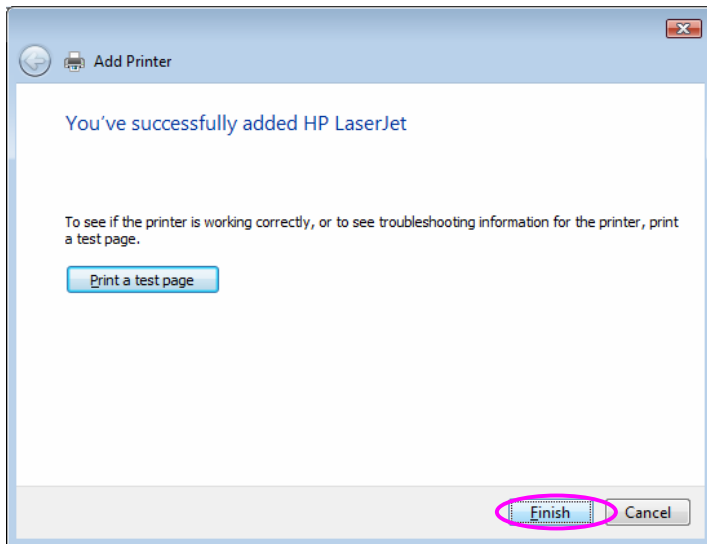 Add Printer
You've successfully added HP LaserJet
To see if the printer is working correctly, or to see troubleshooting information for the printer, print
a test page.
Print a test page
Finish Cancel